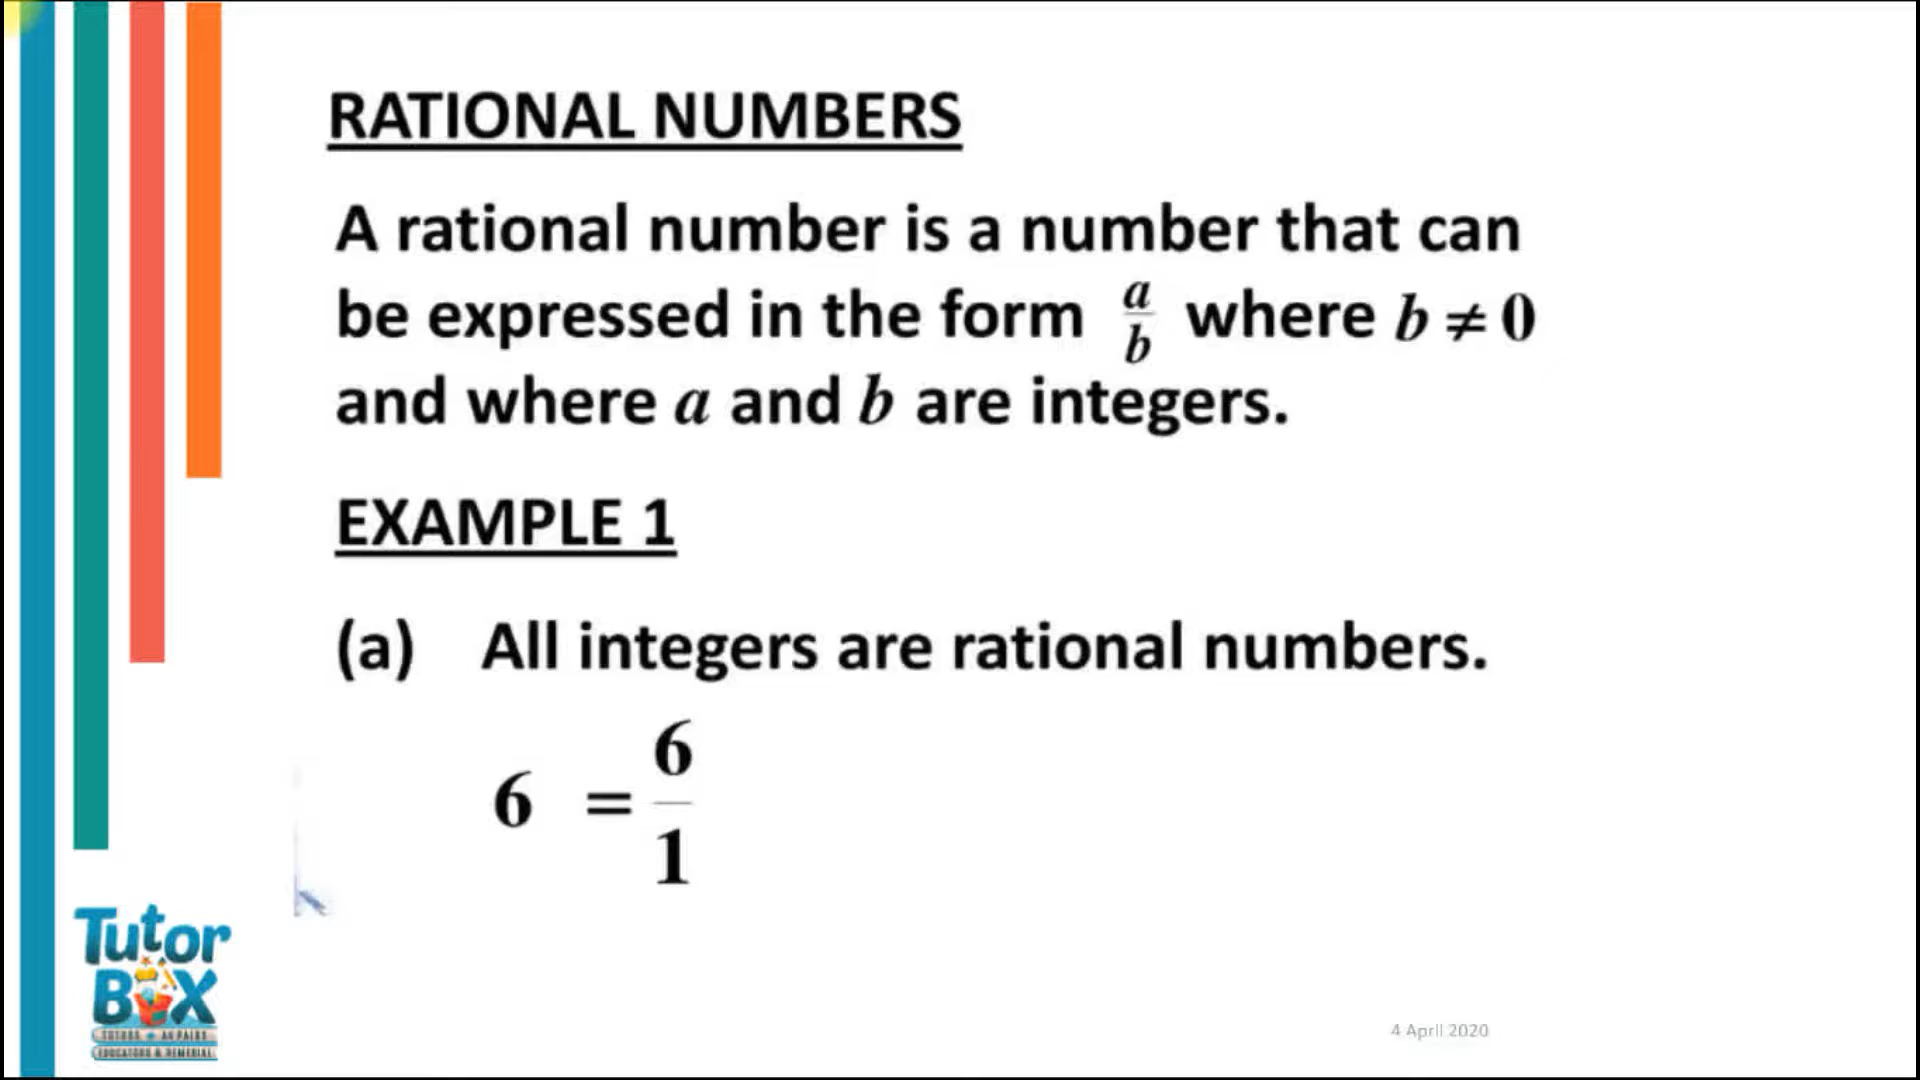 RATIONAL NUMBERS
A rational number is a number that can
be expressed in the form a/b where b ≠ 0
and where a and b are integers.
EXAMPLE 1
(a) All integers are rational numbers.
6 = 6/1
Tutor
BOX
TUTORS AU PAIRS
EDUCATORS & REMEDIAL
4 April 2020